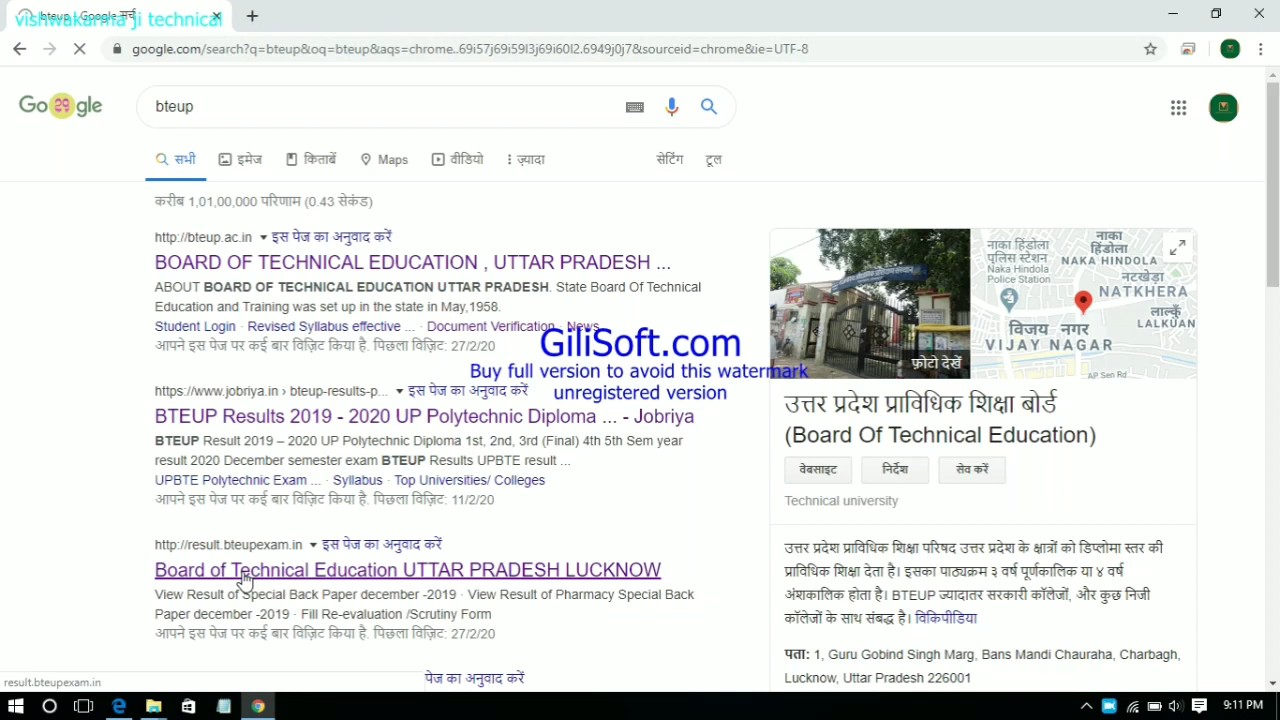 vishwakarma ji technical
bteup - Google सर्च
google.com/search?q=bteup&oq=bteup&aqs=chrome..69i57j69i59l3j69i60l2.6949j0j7&sourceid=chrome&ie=UTF-8
Go29gle
bteup
सभी इमेज किताबें Maps वीडियो ज़्यादा सेटिंग टूल
करीब 1,01,00,000 परिणाम (0.43 सेकंड)
http://bteup.ac.in ▾ इस पेज का अनुवाद करें
BOARD OF TECHNICAL EDUCATION , UTTAR PRADESH ...
ABOUT BOARD OF TECHNICAL EDUCATION UTTAR PRADESH. State Board Of Technical
Education and Training was set up in the state in May,1958.
Student Login · Revised Syllabus effective ... · Document Verification · News
आपने इस पेज पर कई बार विज़िट किया है. पिछला विज़िट: 27/2/20
GiliSoft.com
Buy full version to avoid this watermark
unregistered version
https://www.jobriya.in › bteup-results-p... ▾ इस पेज का अनुवाद करें
BTEUP Results 2019 - 2020 UP Polytechnic Diploma ... - Jobriya
BTEUP Result 2019 – 2020 UP Polytechnic Diploma 1st, 2nd, 3rd (Final) 4th 5th Sem year
result 2020 December semester exam BTEUP Results UPBTE result ...
UPBTE Polytechnic Exam ... · Syllabus · Top Universities/ Colleges
आपने इस पेज पर कई बार विज़िट किया है. पिछला विज़िट: 11/2/20
http://result.bteupexam.in ▾ इस पेज का अनुवाद करें
Board of Technical Education UTTAR PRADESH LUCKNOW
View Result of Special Back Paper december -2019 · View Result of Pharmacy Special Back
Paper december -2019 · Fill Re-evaluation /Scrutiny Form
आपने इस पेज पर कई बार विज़िट किया है. पिछला विज़िट: 27/2/20
पेज का अनुवाद करें
result.bteupexam.in
फ़ोटो देखें
नाका हिंडोला
पुलिस स्टेशन
Naka Hindola
Police Station
नाका
हिंडोला
NAKA HINDOLA
नटखेड़ा
NATKHERA
लाल्कुँ
LALKUAN
विजय नगर
VIJAY NAGAR
AP Sen Rd
उत्तर प्रदेश प्राविधिक शिक्षा बोर्ड
(Board Of Technical Education)
वेबसाइट निर्देश सेव करें
Technical university
उत्तर प्रदेश प्राविधिक शिक्षा परिषद उत्तर प्रदेश के क्षात्रों को डिप्लोमा स्तर की
प्राविधिक शिक्षा देता है। इसका पाठ्यक्रम ३ वर्ष पूर्णकालिक या ४ वर्ष
अंशकालिक होता है। BTEUP ज्यादातर सरकारी कॉलेजों, और कुछ निजी
कॉलेजों के साथ संबद्ध है। विकिपीडिया
पता: 1, Guru Gobind Singh Marg, Bans Mandi Chauraha, Charbagh,
Lucknow, Uttar Pradesh 226001
9:11 PM